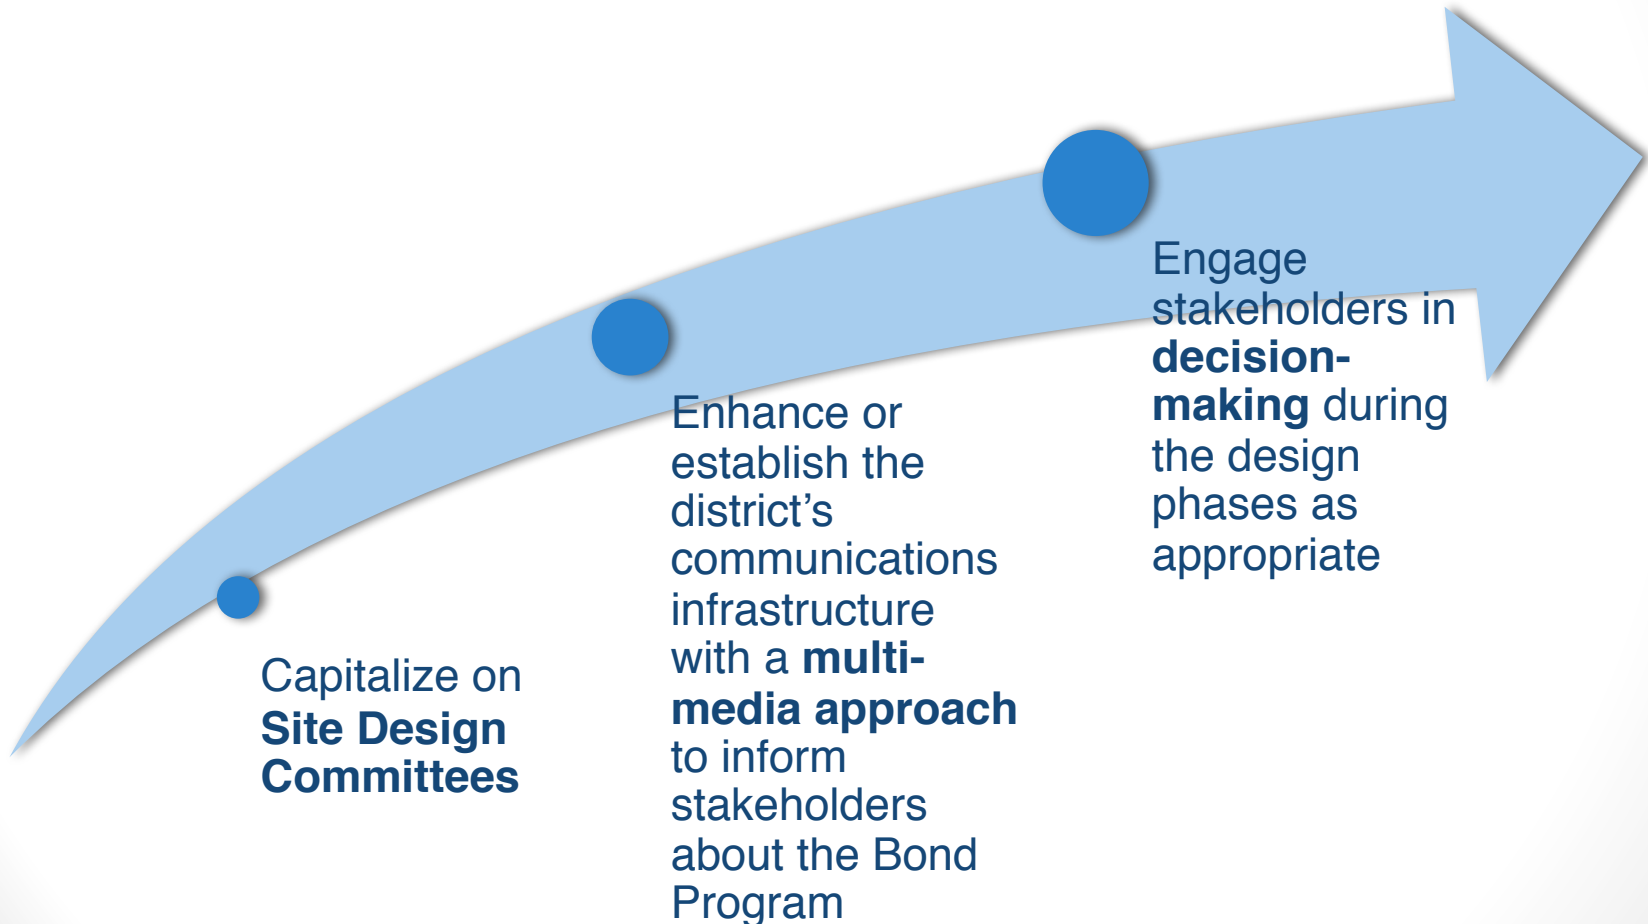 Capitalize on
Site Design
Committees
Enhance or
establish the
district’s
communications
infrastructure
with a multi-
media approach
to inform
stakeholders
about the Bond
Program
Engage
stakeholders in
decision-
making during
the design
phases as
appropriate